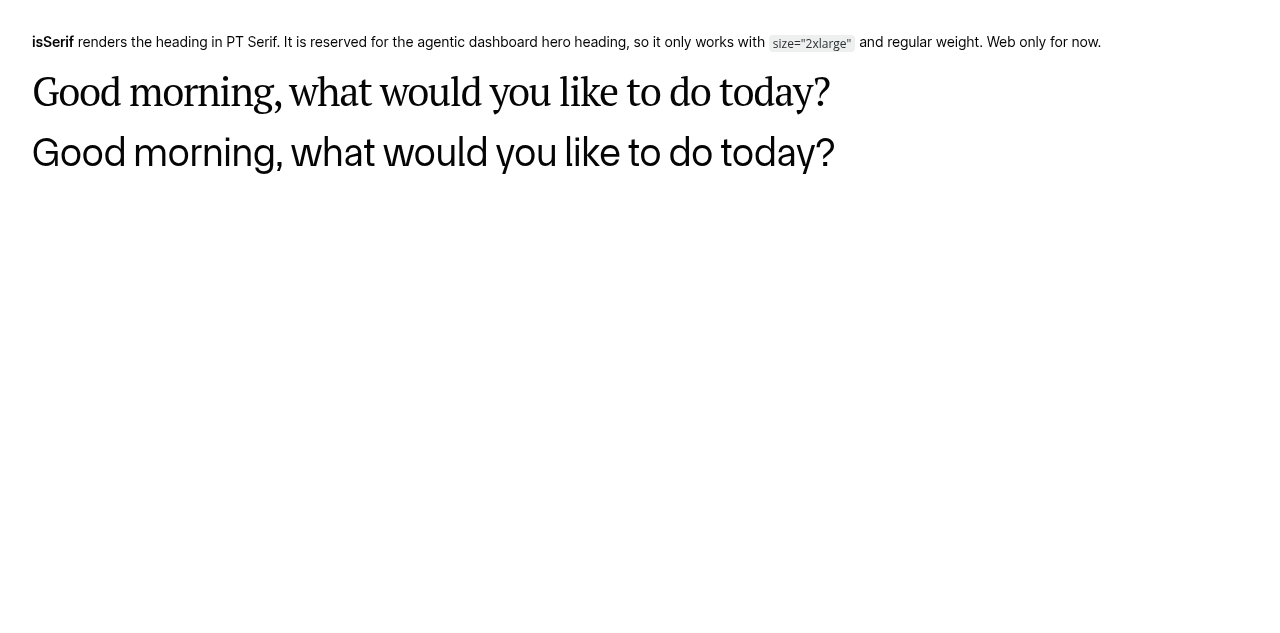 isSerif renders the heading in PT Serif. It is reserved for the agentic dashboard hero heading, so it only works with size="2xlarge" and regular weight. Web only for now.
Good morning, what would you like to do today?
Good morning, what would you like to do today?